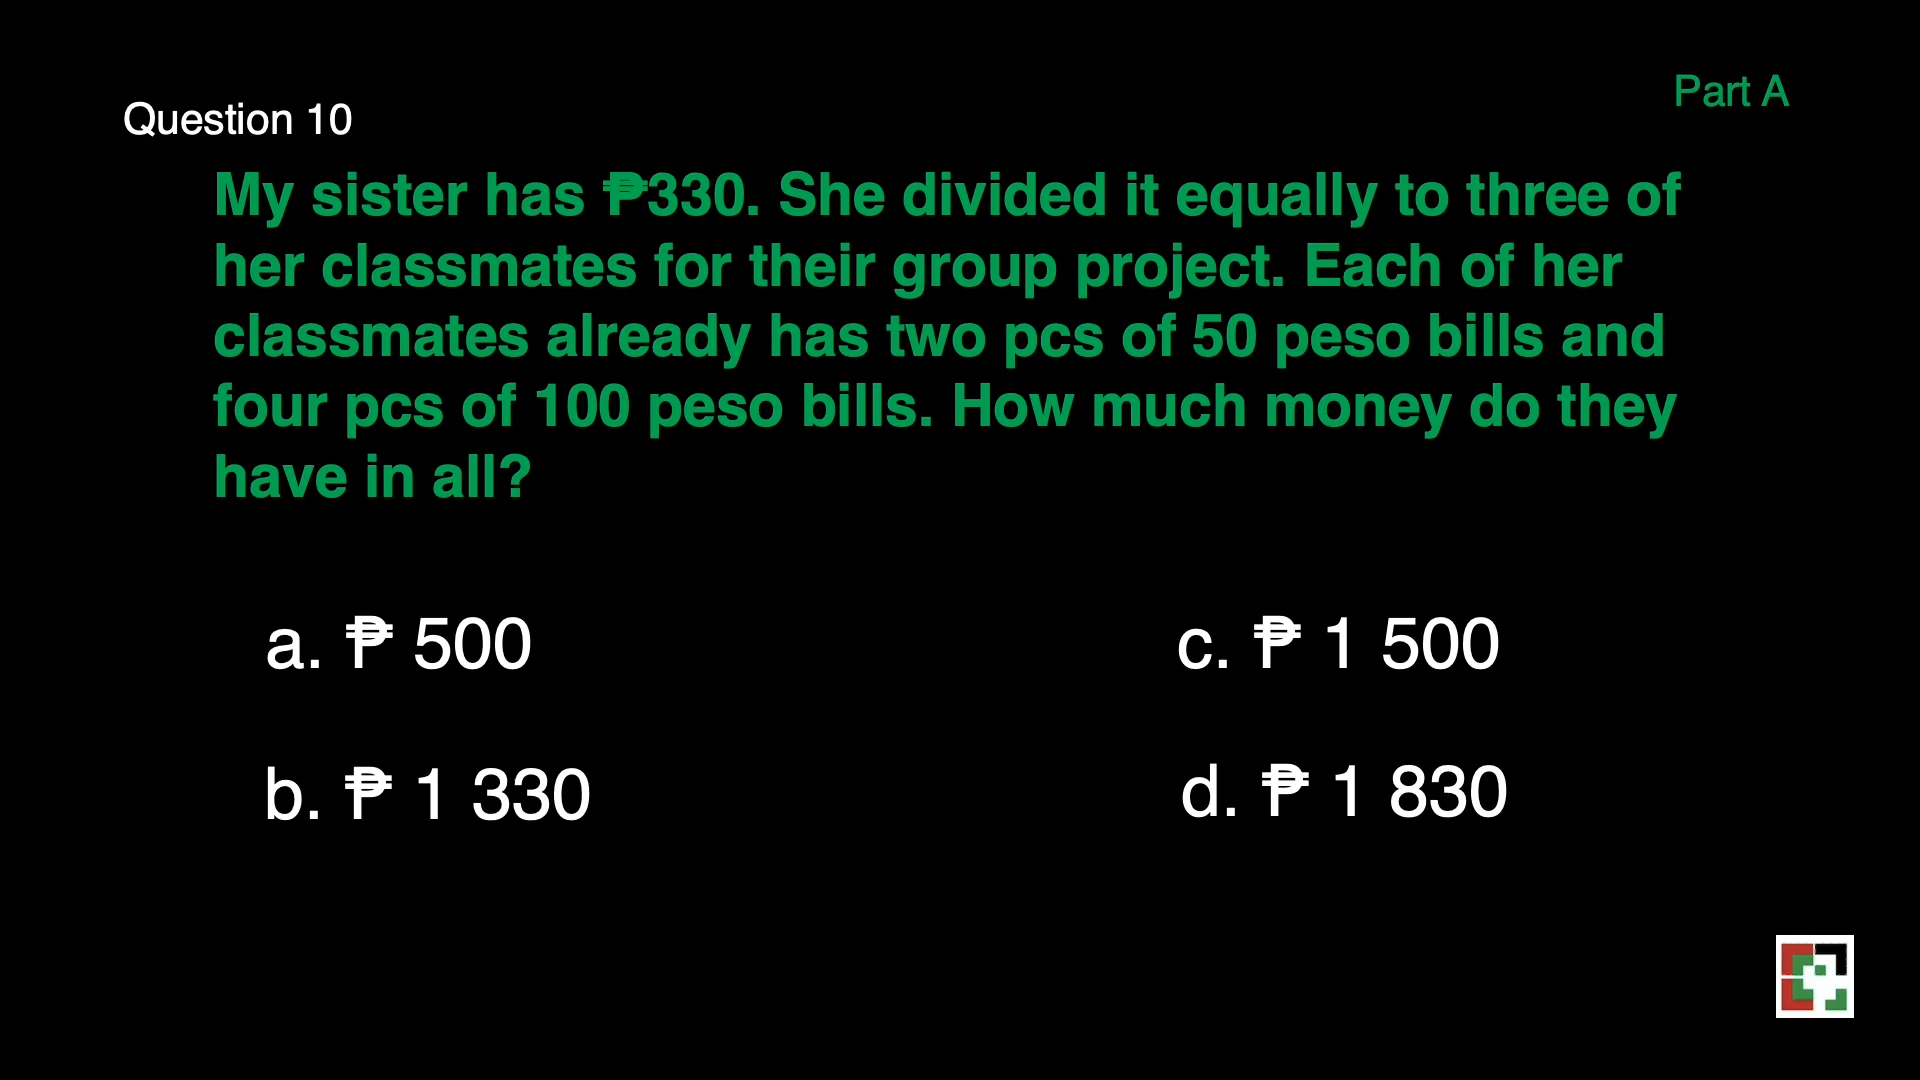 Part A
Question 10
My sister has ₱330. She divided it equally to three of
her classmates for their group project. Each of her
classmates already has two pcs of 50 peso bills and
four pcs of 100 peso bills. How much money do they
have in all?
a. ₱ 500
c. ₱ 1 500
b. ₱ 1 330
d. ₱ 1 830